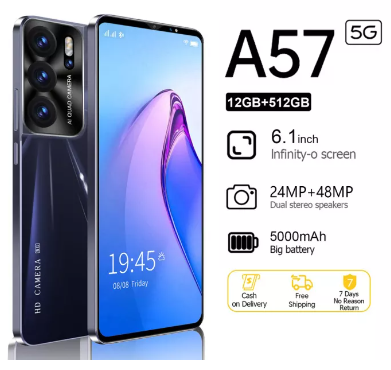 A57
5G
12GB+512GB
6.1inch
Infinity-o screen
24MP+48MP
Dual stereo speakers
5000mAh
Big battery
Cash
on Delivery
Free
Shipping
7
7 Days
No Reason
Return
AI QUAD CAMERA
HD CAMERA
19:45
08/08 Friday